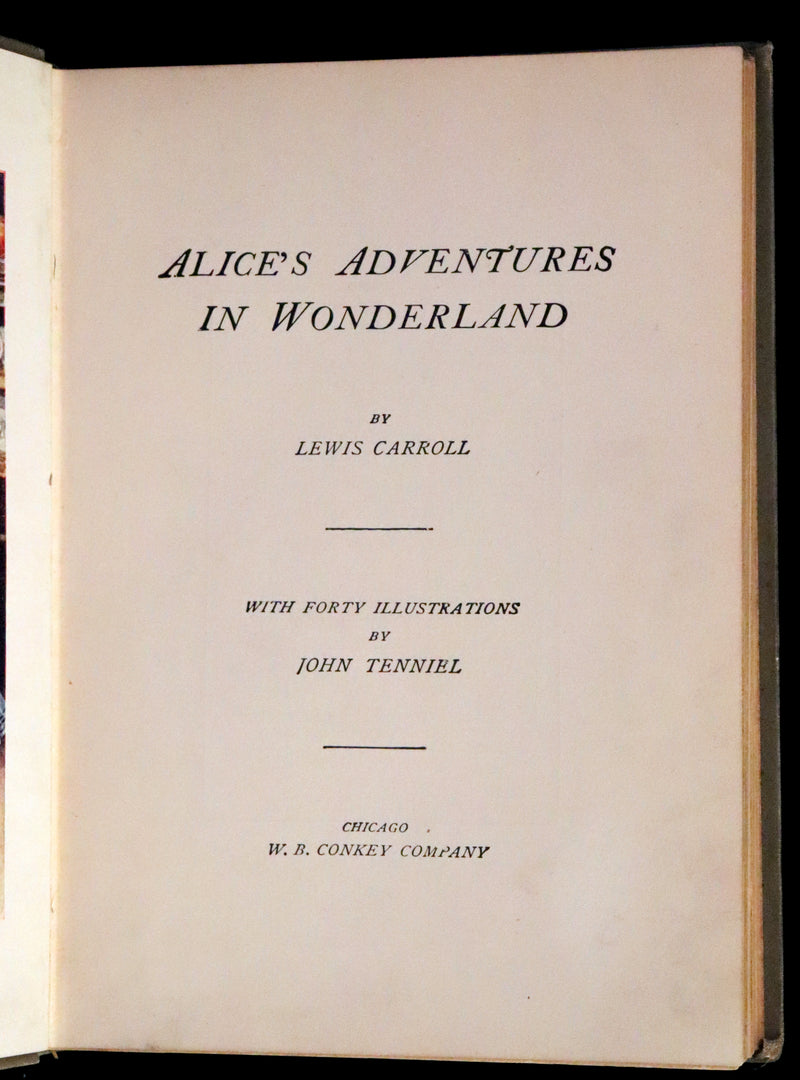 ALICE'S ADVENTURES
IN WONDERLAND
BY
LEWIS CARROLL
WITH FORTY ILLUSTRATIONS
BY
JOHN TENNIEL
CHICAGO
W. B. CONKEY COMPANY